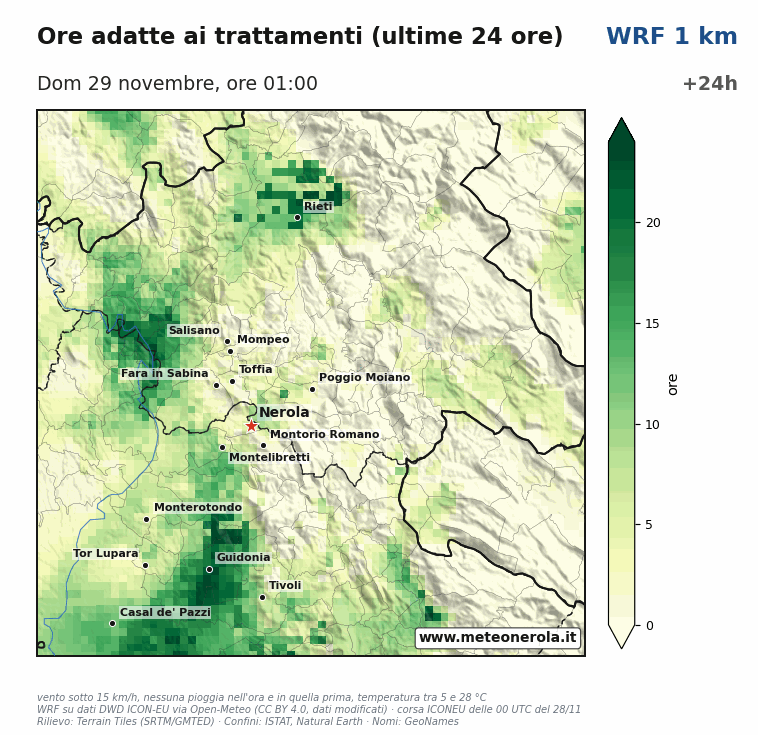 Ore adatte ai trattamenti (ultime 24 ore) WRF 1 km
Dom 29 novembre, ore 01:00 +24h
Rieti
Salisano
Mompeo
Toffia
Fara in Sabina
Poggio Moiano
Nerola
Montorio Romano
Montelibretti
Monterotondo
Tor Lupara
Guidonia
Tivoli
Casal de' Pazzi
www.meteonerola.it
20
15
10
5
0
ore
vento sotto 15 km/h, nessuna pioggia nell'ora e in quella prima, temperatura tra 5 e 28 °C
WRF su dati DWD ICON-EU via Open-Meteo (CC BY 4.0, dati modificati) · corsa ICONEU delle 00 UTC del 28/11
Rilievo: Terrain Tiles (SRTM/GMTED) · Confini: ISTAT, Natural Earth · Nomi: GeoNames